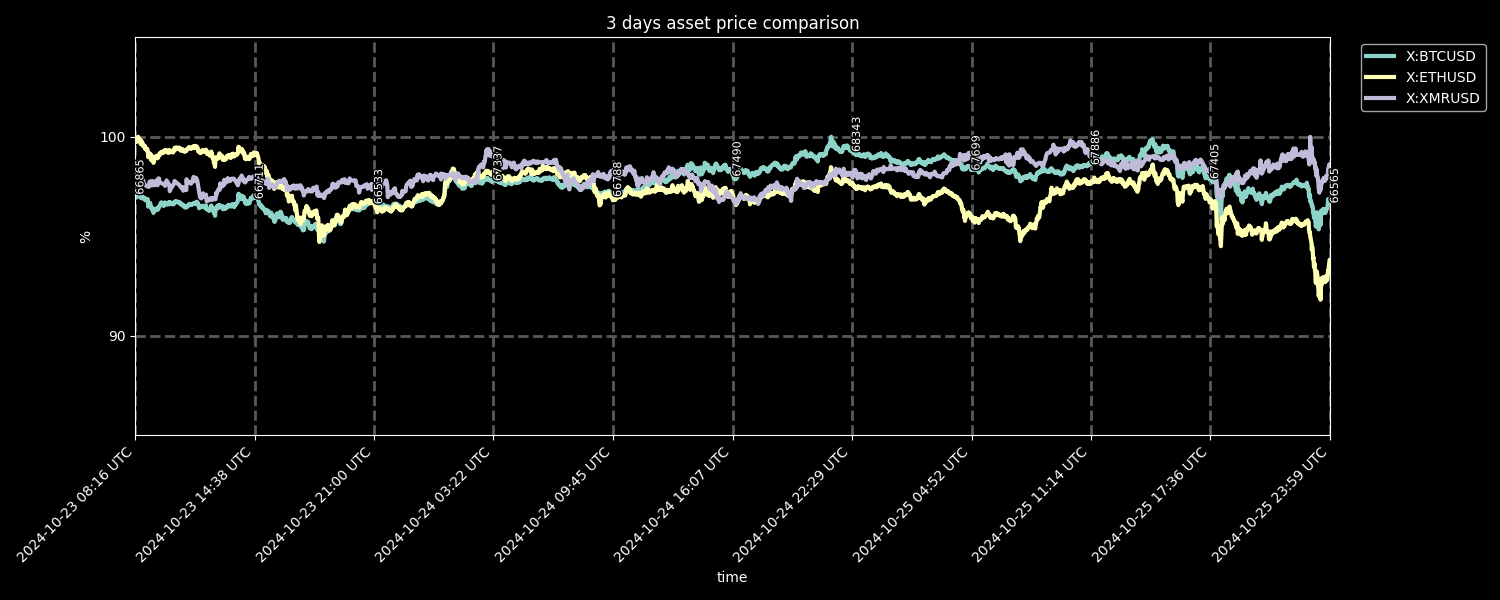 3 days asset price comparison
X:BTCUSD
X:ETHUSD
X:XMRUSD
100
90
%
66865
66711
66533
67337
66788
67490
68343
67699
67886
67405
66565
2024-10-23 08:16 UTC
2024-10-23 14:38 UTC
2024-10-23 21:00 UTC
2024-10-24 03:22 UTC
2024-10-24 09:45 UTC
2024-10-24 16:07 UTC
2024-10-24 22:29 UTC
2024-10-25 04:52 UTC
2024-10-25 11:14 UTC
2024-10-25 17:36 UTC
2024-10-25 23:59 UTC
time